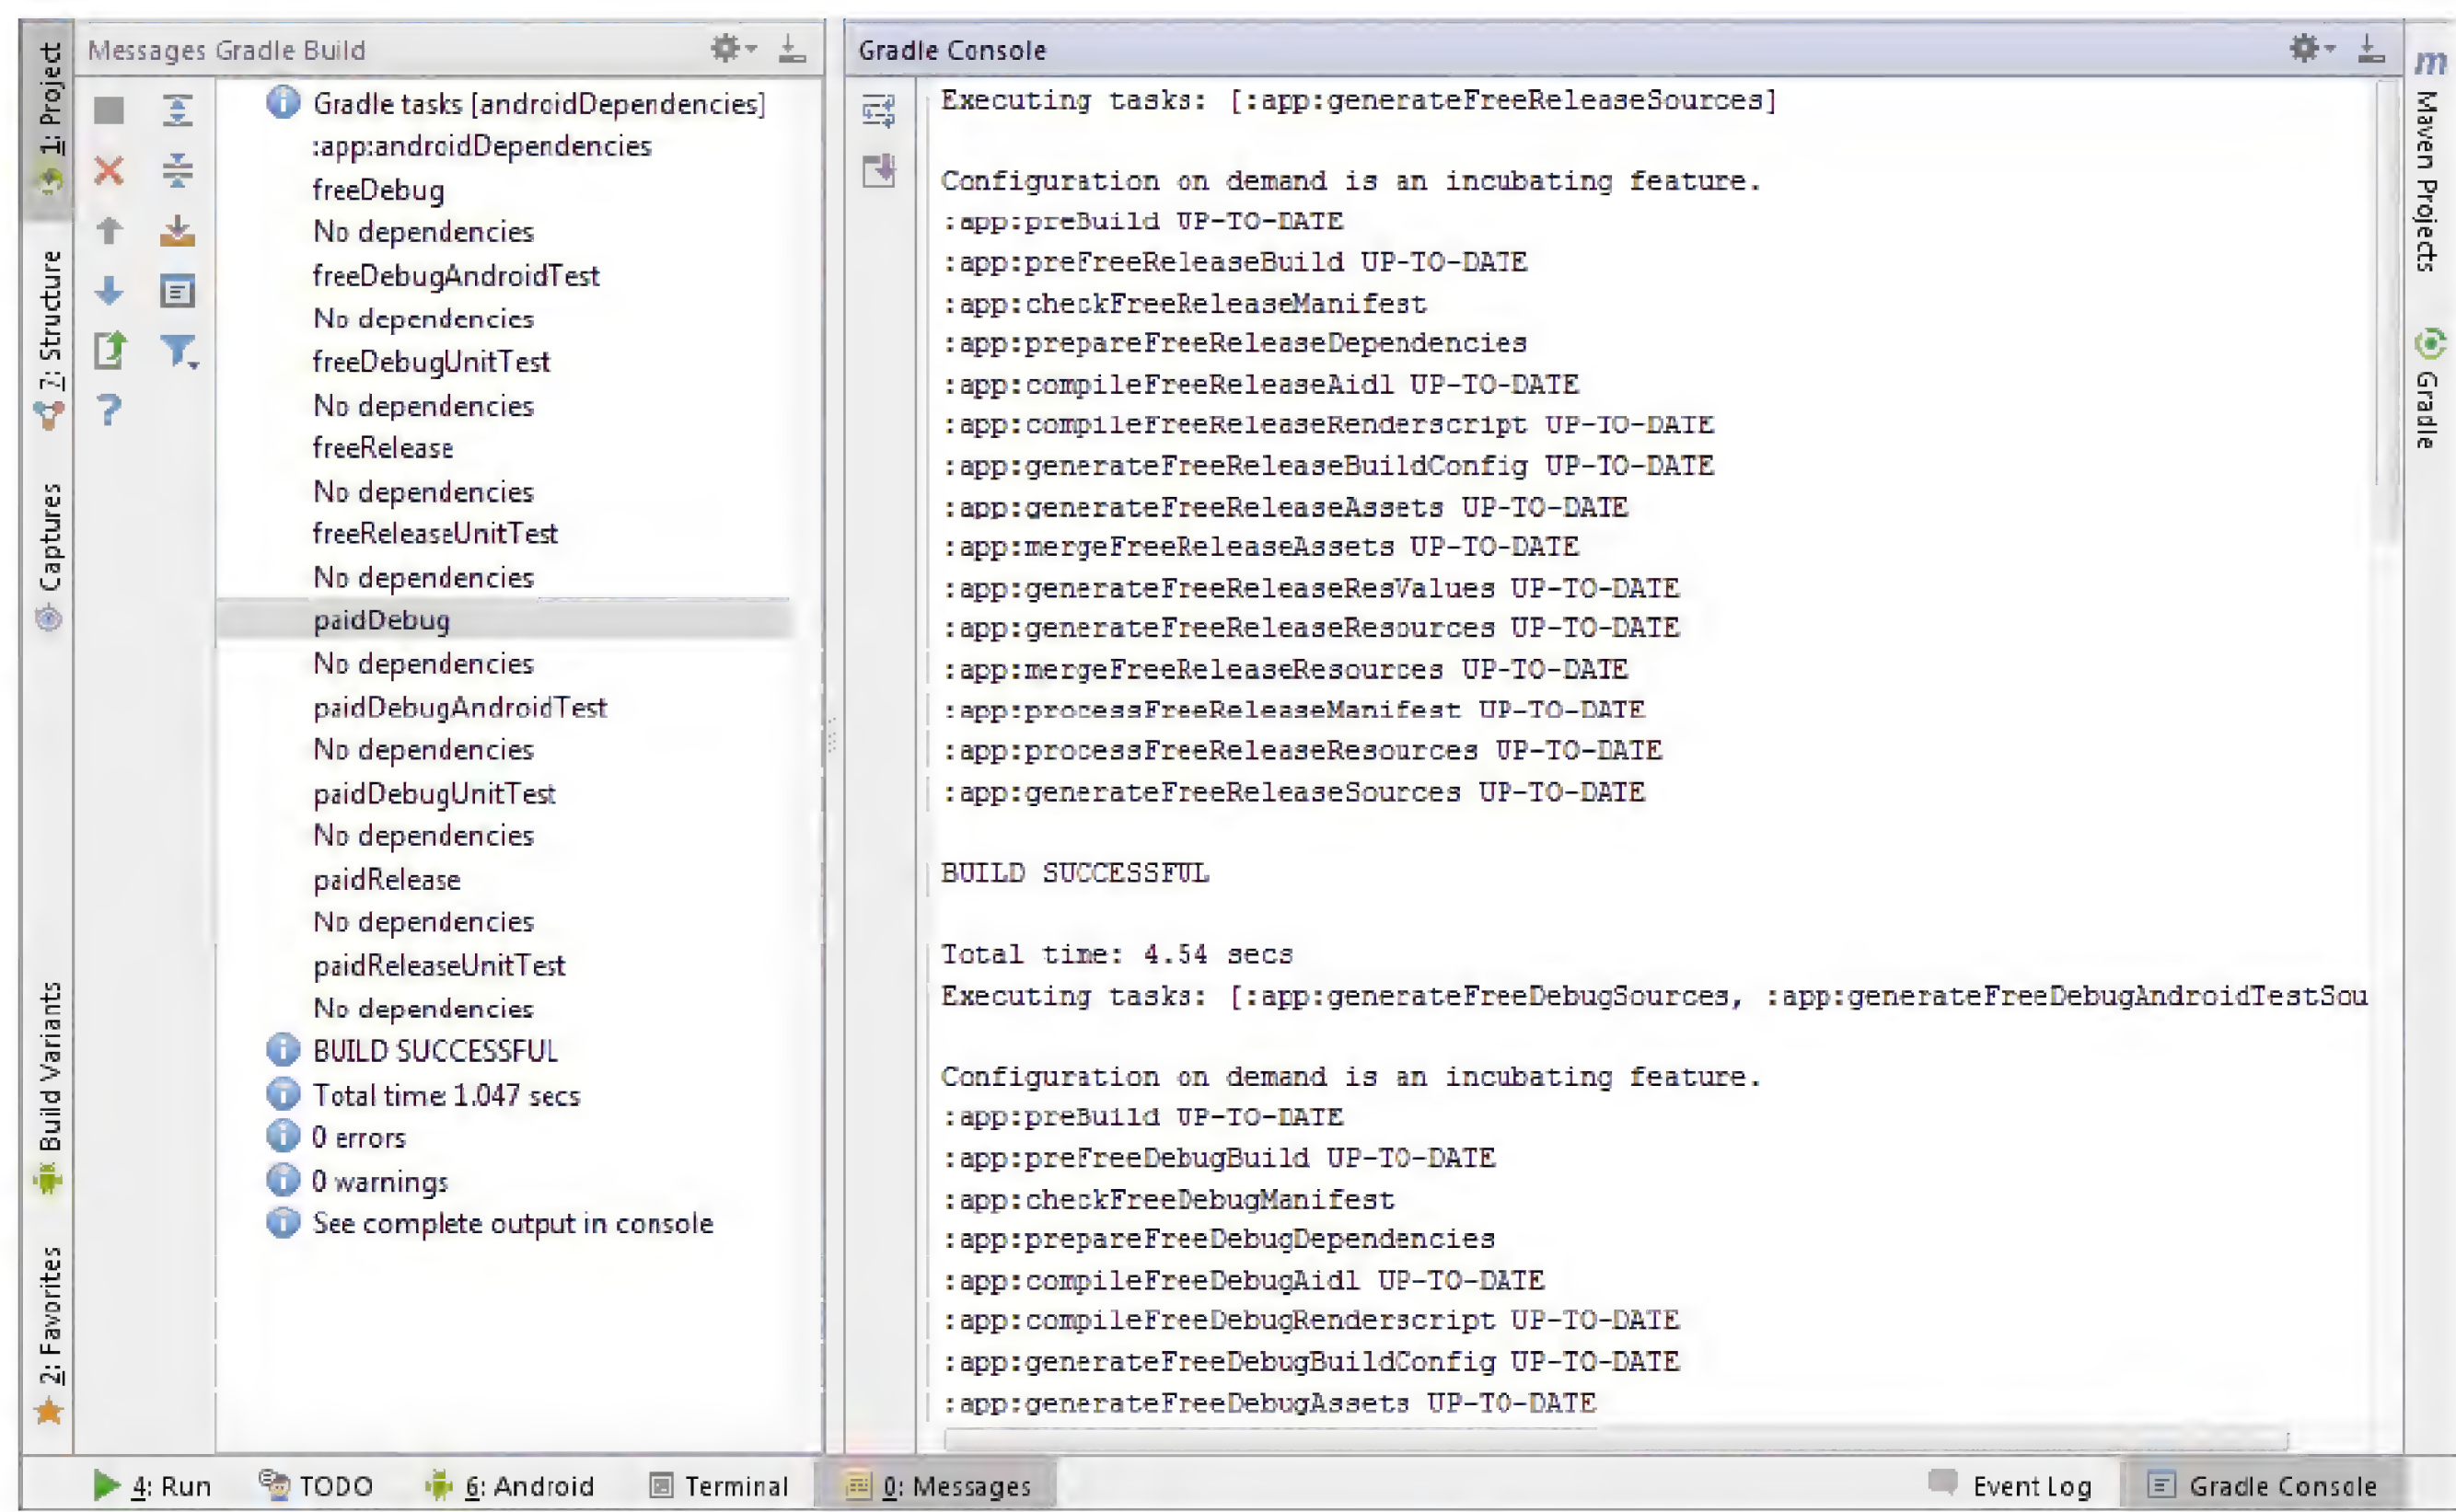 Messages Gradle Build
Gradle tasks [androidDependencies]
:app:androidDependencies
freeDebug
No dependencies
freeDebugAndroidTest
No dependencies
freeDebugUnitTest
No dependencies
freeRelease
No dependencies
freeReleaseUnitTest
No dependencies
paidDebug
No dependencies
paidDebugAndroidTest
No dependencies
paidDebugUnitTest
No dependencies
paidRelease
No dependencies
paidReleaseUnitTest
No dependencies
BUILD SUCCESSFUL
Total time: 1.047 secs
0 errors
0 warnings
See complete output in console
Gradle Console
Executing tasks: [:app:generateFreeReleaseSources]
Configuration on demand is an incubating feature.
:app:preBuild UP-TO-DATE
:app:preFreeReleaseBuild UP-TO-DATE
:app:checkFreeReleaseManifest
:app:prepareFreeReleaseDependencies
:app:compileFreeReleaseAidl UP-TO-DATE
:app:compileFreeReleaseRenderscript UP-TO-DATE
:app:generateFreeReleaseBuildConfig UP-TO-DATE
:app:generateFreeReleaseAssets UP-TO-DATE
:app:mergeFreeReleaseAssets UP-TO-DATE
:app:generateFreeReleaseResValues UP-TO-DATE
:app:generateFreeReleaseResources UP-TO-DATE
:app:mergeFreeReleaseResources UP-TO-DATE
:app:processFreeReleaseManifest UP-TO-DATE
:app:processFreeReleaseResources UP-TO-DATE
:app:generateFreeReleaseSources UP-TO-DATE
BUILD SUCCESSFUL
Total time: 4.54 secs
Executing tasks: [:app:generateFreeDebugSources, :app:generateFreeDebugAndroidTestSou
Configuration on demand is an incubating feature.
:app:preBuild UP-TO-DATE
:app:preFreeDebugBuild UP-TO-DATE
:app:checkFreeDebugManifest
:app:prepareFreeDebugDependencies
:app:compileFreeDebugAidl UP-TO-DATE
:app:compileFreeDebugRenderscript UP-TO-DATE
:app:generateFreeDebugBuildConfig UP-TO-DATE
:app:generateFreeDebugAssets UP-TO-DATE
1: Project
7: Structure
Captures
Build Variants
2: Favorites
m
Maven Projects
Gradle
4: Run
TODO
6: Android
Terminal
0: Messages
Event Log
Gradle Console